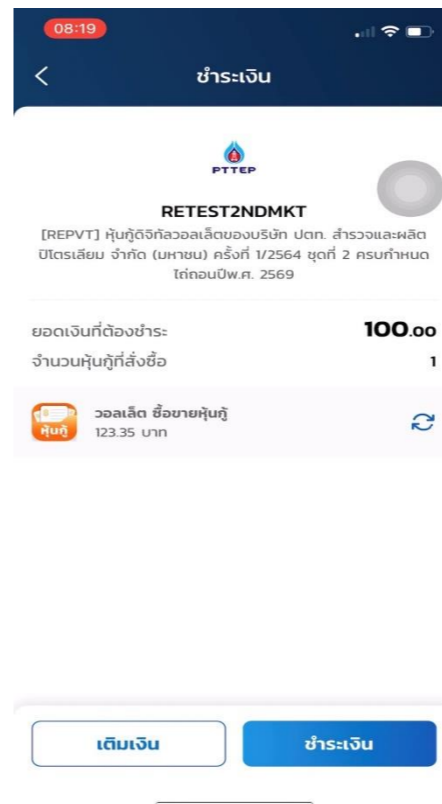 08:19
ชำระเงิน
PTTEP
RETEST2NDMKT
[REPVT] หุ้นกู้ดิจิทัลวอลเล็ตของบริษัท ปตท. สำรวจและผลิต
ปิโตรเลียม จำกัด (มหาชน) ครั้งที่ 1/2564 ชุดที่ 2 ครบกำหนด
ไถ่ถอนปีพ.ศ. 2569
ยอดเงินที่ต้องชำระ 100.00
จำนวนหุ้นกู้ที่สั่งซื้อ 1
หุ้นกู้
วอลเล็ต ซื้อขายหุ้นกู้
123.35 บาท
เติมเงิน ชำระเงิน